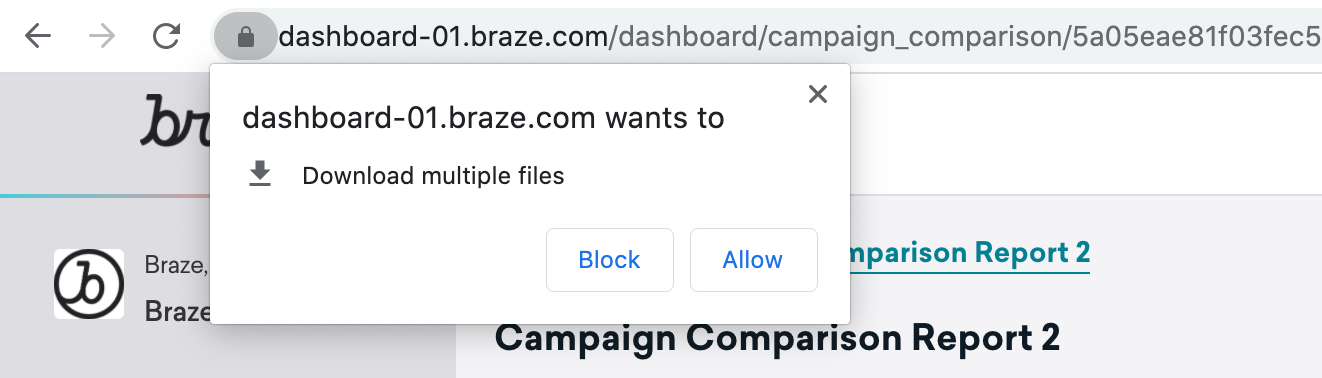 dashboard-01.braze.com/dashboard/campaign_comparison/5a05eae81f03fec5
dashboard-01.braze.com wants to
Download multiple files
Block Allow
br
mparison Report 2
Braze,
Braze
Campaign Comparison Report 2